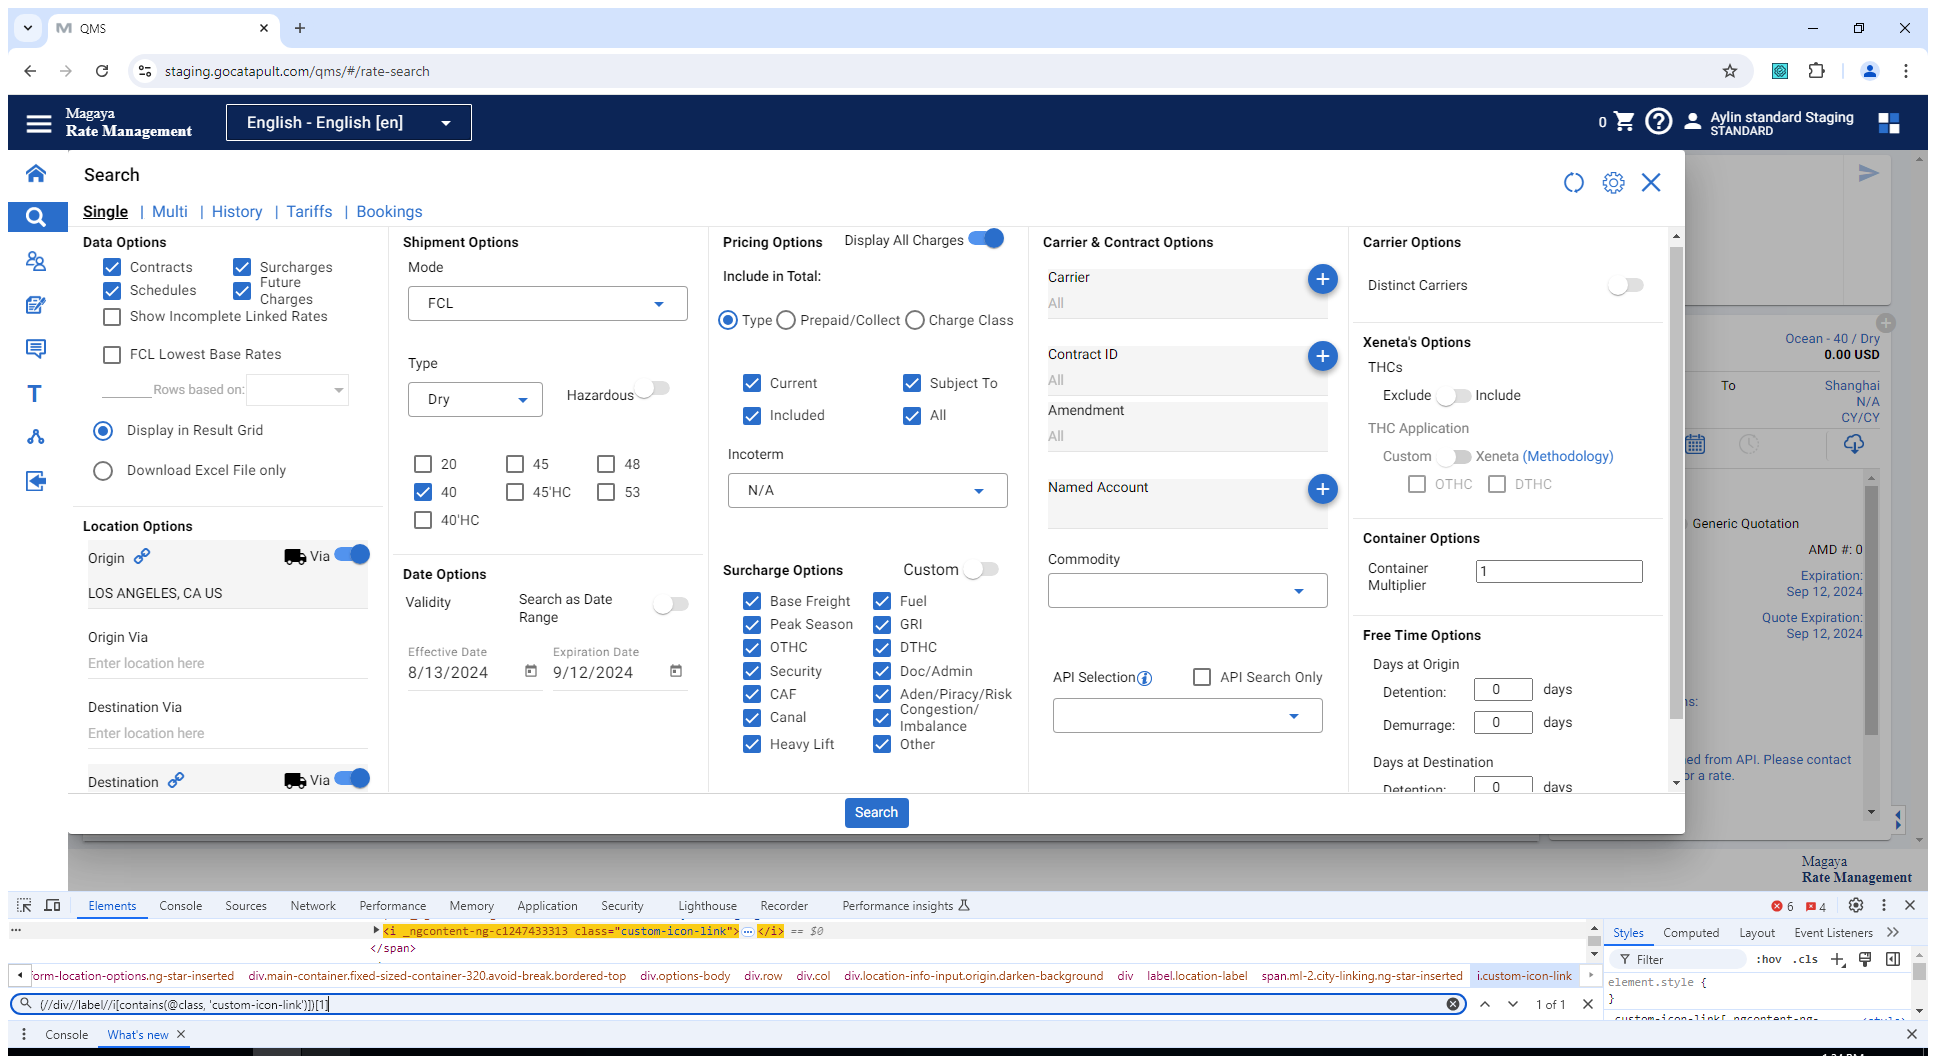 QMS
staging.gocatapult.com/qms/#/rate-search
Magaya
Rate Management
English - English [en]
0
Aylin standard Staging
STANDARD
Search
Single | Multi | History | Tariffs | Bookings
Data Options
Contracts
Surcharges
Schedules
Future
Charges
Show Incomplete Linked Rates
FCL Lowest Base Rates
Rows based on:
Display in Result Grid
Download Excel File only
Location Options
Origin
Via
LOS ANGELES, CA US
Origin Via
Enter location here
Destination Via
Enter location here
Destination
Via
Shipment Options
Mode
FCL
Type
Dry
Hazardous
20
45
48
40
45'HC
53
40'HC
Date Options
Validity
Search as Date
Range
Effective Date
Expiration Date
8/13/2024
9/12/2024
Pricing Options
Display All Charges
Include in Total:
Type
Prepaid/Collect
Charge Class
Current
Subject To
Included
All
Incoterm
N/A
Surcharge Options
Custom
Base Freight
Fuel
Peak Season
GRI
OTHC
DTHC
Security
Doc/Admin
CAF
Aden/Piracy/Risk
Canal
Congestion/
Imbalance
Heavy Lift
Other
Carrier & Contract Options
Carrier
All
Contract ID
All
Amendment
All
Named Account
Commodity
API Selection
API Search Only
Carrier Options
Distinct Carriers
Xeneta's Options
THCs
Exclude
Include
THC Application
Custom
Xeneta (Methodology)
OTHC
DTHC
Container Options
Container
Multiplier
1
Free Time Options
Days at Origin
Detention:
0
days
Demurrage:
0
days
Days at Destination
Detention:
0
days
Search
Ocean - 40 / Dry
0.00 USD
To
Shanghai
N/A
CY/CY
Generic Quotation
AMD #: 0
Expiration:
Sep 12, 2024
Quote Expiration:
Sep 12, 2024
from API. Please contact
or a rate.
Magaya
Rate Management
Elements
Console
Sources
Network
Performance
Memory
Application
Security
Lighthouse
Recorder
Performance insights
6
4
<i _ngcontent-ng-c1247433313 class="custom-icon-link"> ⋯ </i> == $0
</span>
orm-location-options.ng-star-inserted
div.main-container.fixed-sized-container-320.avoid-break.bordered-top
div.options-body
div.row
div.col
div.location-info-input.origin.darken-background
div
label.location-label
span.ml-2.city-linking.ng-star-inserted
i.custom-icon-link
(//div//label//i[contains(@class, 'custom-icon-link')])[1]
1 of 1
Styles
Computed
Layout
Event Listeners
Filter
:hov
.cls
element.style {
}
.custom-icon-link[_ngcontent-ng-
Console
What's new